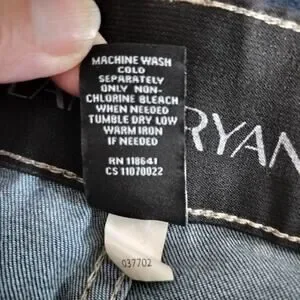 MACHINE WASH
COLD
SEPARATELY
ONLY NON-
CHLORINE BLEACH
WHEN NEEDED
TUMBLE DRY LOW
WARM IRON
IF NEEDED
RN 118641
CS 11070022
RYAN
037702